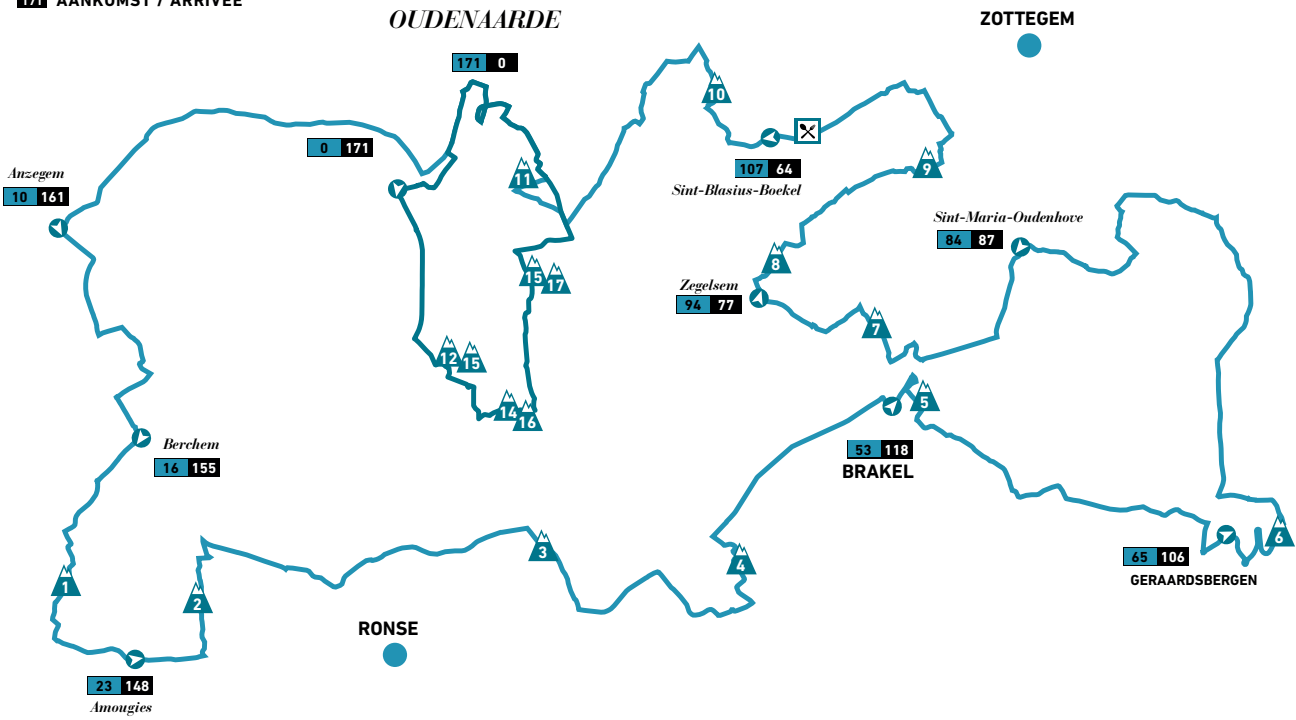 171 AANKOMST / ARRIVÉE
OUDENAARDE
ZOTTEGEM
171 0
10
0 171
107 64
Sint-Blasius-Boekel
9
11
Anzegem
10 161
Sint-Maria-Oudenhove
84 87
8
15 17
Zegelsem
94 77
7
12 15
14 16
5
Berchem
16 155
53 118
BRAKEL
6
3
4
65 106
GERAARDSBERGEN
1
2
RONSE
23 148
Amougies